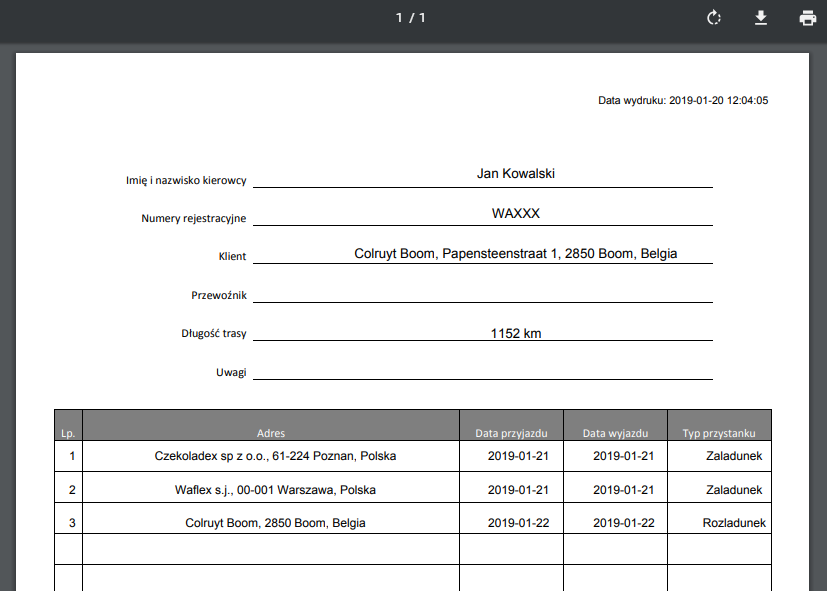 1 / 1
Data wydruku: 2019-01-20 12:04:05
Imię i nazwisko kierowcy Jan Kowalski
Numery rejestracyjne WAXXX
Klient Colruyt Boom, Papensteenstraat 1, 2850 Boom, Belgia
Przewoźnik
Długość trasy 1152 km
Uwagi
Lp. Adres Data przyjazdu Data wyjazdu Typ przystanku
1 Czekoladex sp z o.o., 61-224 Poznan, Polska 2019-01-21 2019-01-21 Zaladunek
2 Waflex s.j., 00-001 Warszawa, Polska 2019-01-21 2019-01-21 Zaladunek
3 Colruyt Boom, 2850 Boom, Belgia 2019-01-22 2019-01-22 Rozladunek